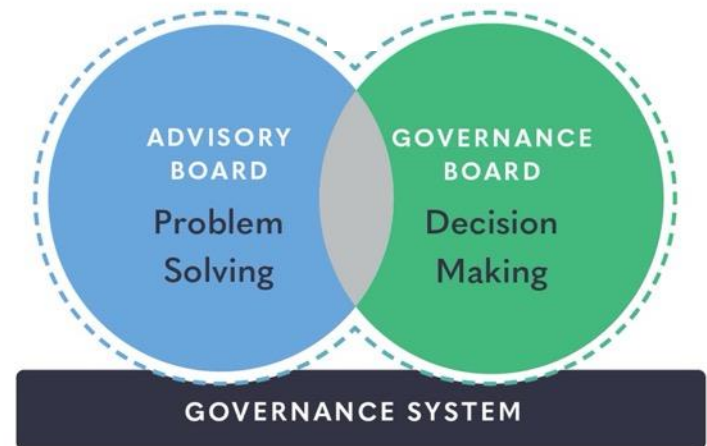 ADVISORY
BOARD
Problem
Solving
GOVERNANCE
BOARD
Decision
Making
GOVERNANCE SYSTEM